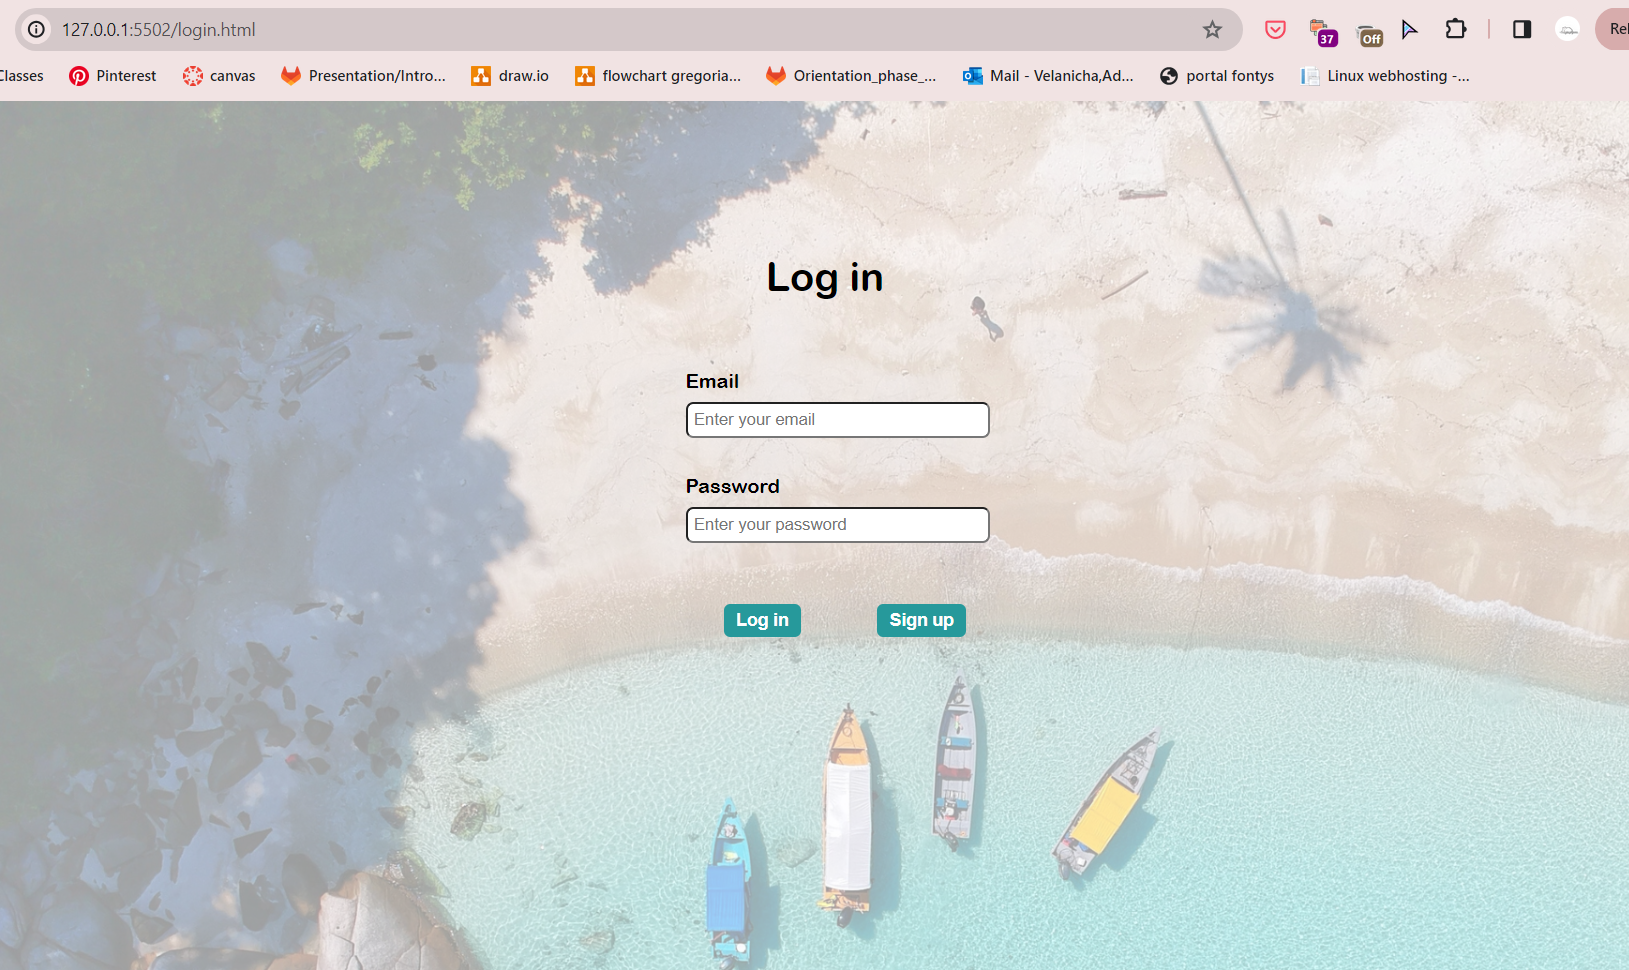 127.0.0.1:5502/login.html
37
Off
Rel
Classes Pinterest canvas Presentation/Intro... draw.io flowchart gregoria... Orientation_phase_... Mail - Velanicha,Ad... portal fontys Linux webhosting -...
Log in
Email
Enter your email
Password
Enter your password
Log in Sign up